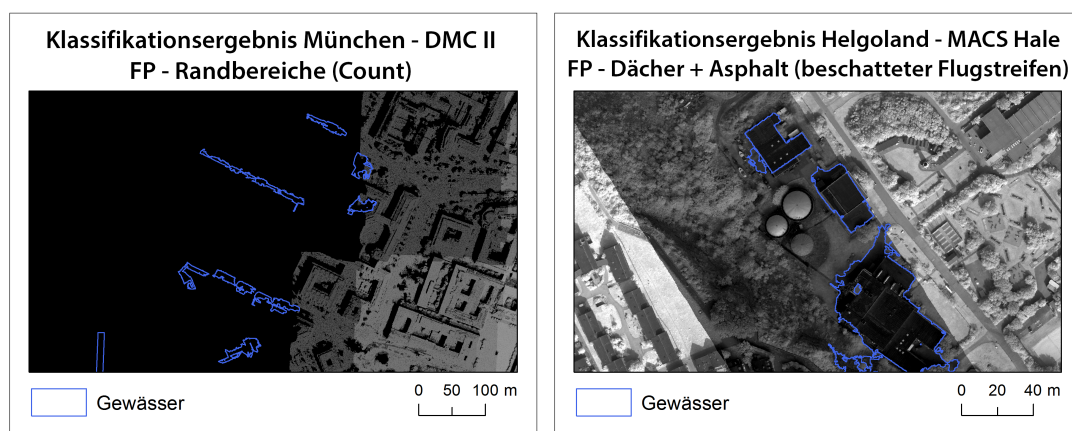 Klassifikationsergebnis München - DMC II
FP - Randbereiche (Count)
Gewässer
0 50 100 m
Klassifikationsergebnis Helgoland - MACS Hale
FP - Dächer + Asphalt (beschatteter Flugstreifen)
Gewässer
0 20 40 m